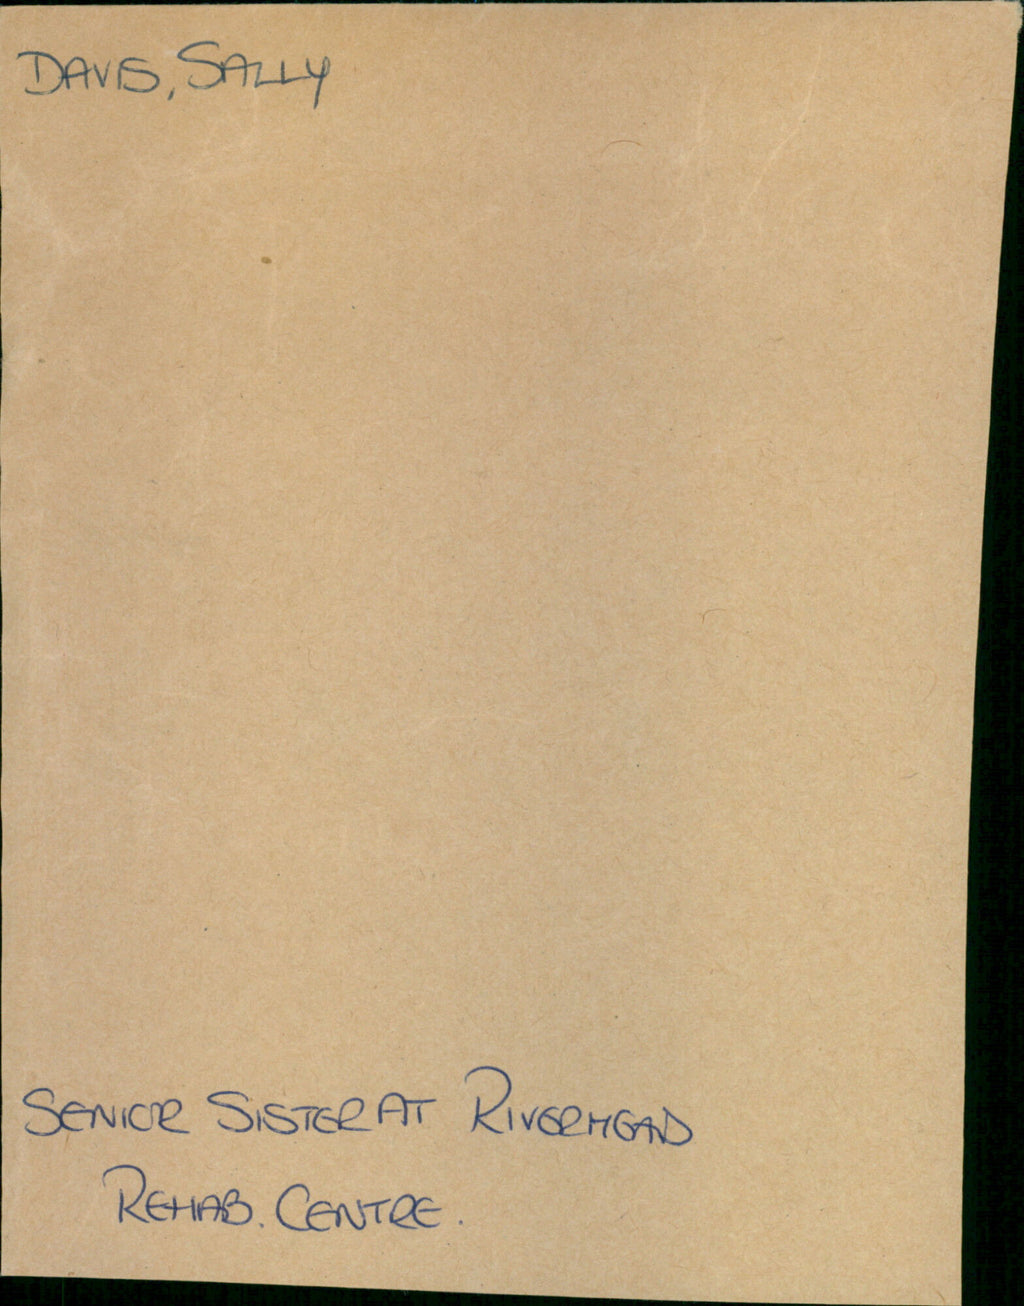 DAVIS, SALLY
SENIOR SISTER AT RIVERMEAD
REHAB. CENTRE.